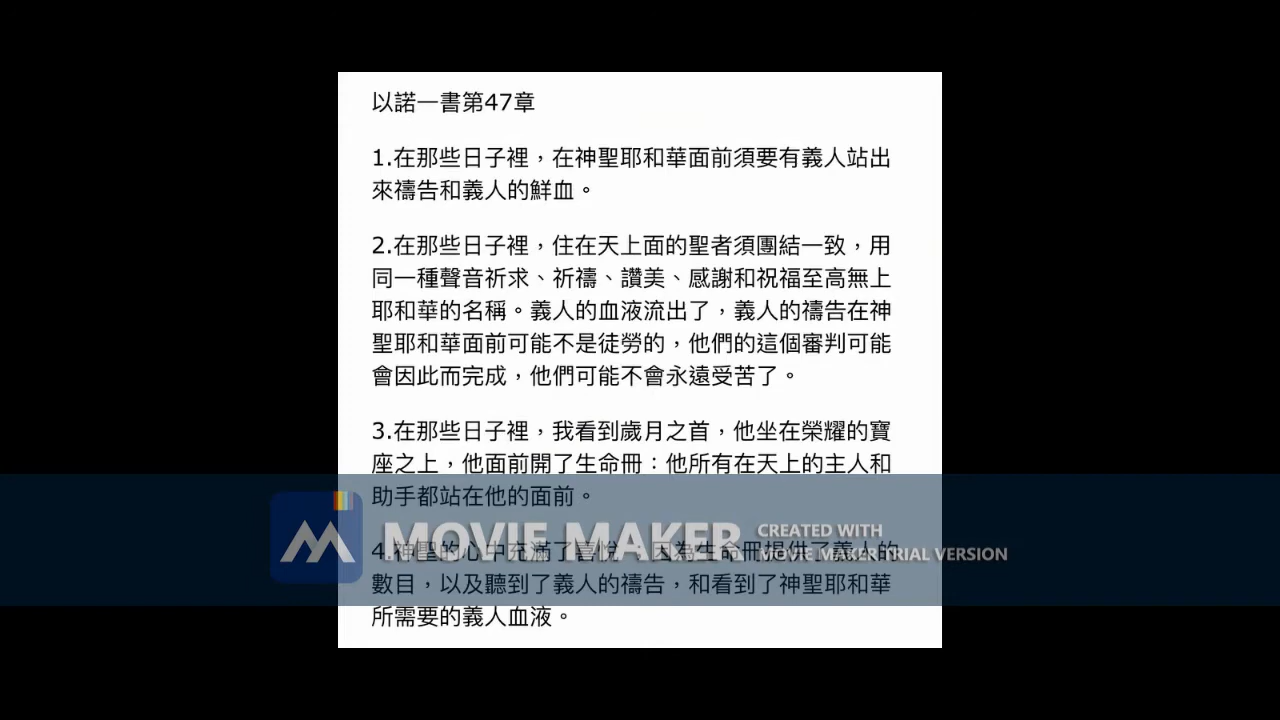 以諾一書第47章
1.在那些日子裡，在神聖耶和華面前須要有義人站出
來禱告和義人的鮮血。
2.在那些日子裡，住在天上面的聖者須團結一致，用
同一種聲音祈求、祈禱、讚美、感謝和祝福至高無上
耶和華的名稱。義人的血液流出了，義人的禱告在神
聖耶和華面前可能不是徒勞的，他們的這個審判可能
會因此而完成，他們可能不會永遠受苦了。
3.在那些日子裡，我看到歲月之首，他坐在榮耀的寶
座之上，他面前開了生命冊：他所有在天上的主人和
助手都站在他的面前。
4.神聖的心中充滿了喜悅；因為生命冊提供了義人的
數目，以及聽到了義人的禱告，和看到了神聖耶和華
所需要的義人血液。
MOVIE MAKER
CREATED WITH
MOVIE MAKER TRIAL VERSION